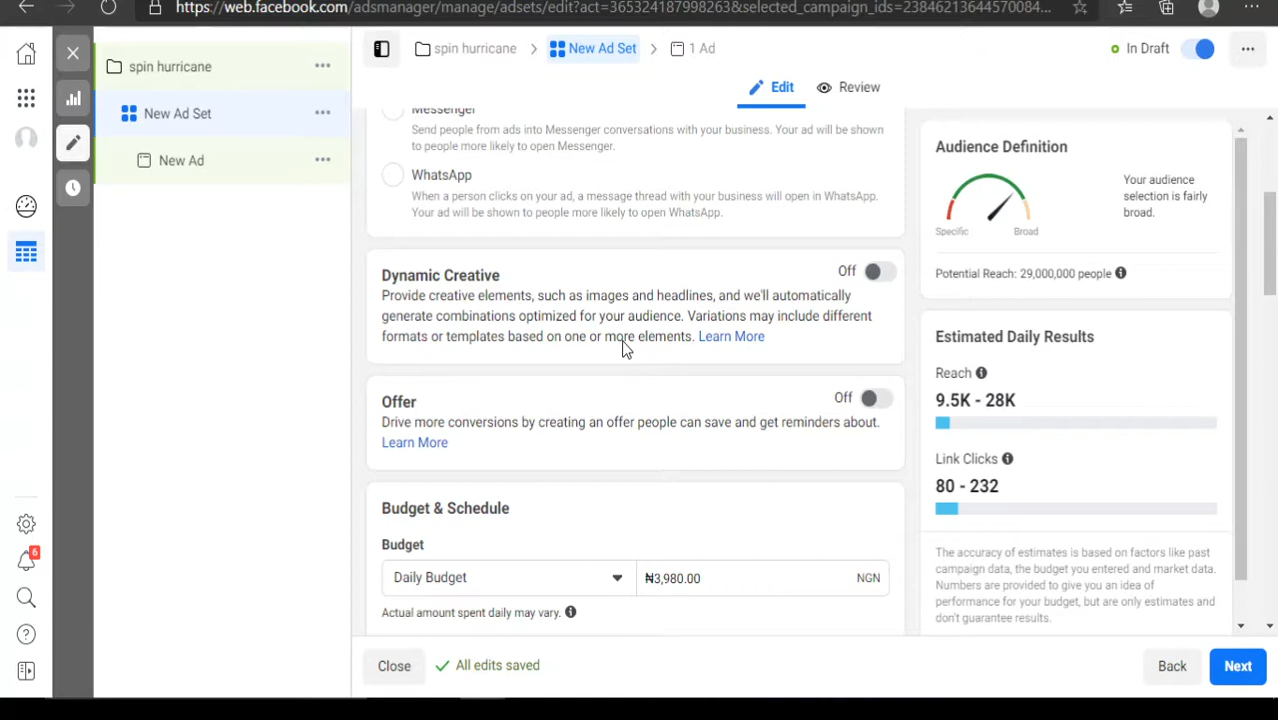 https://web.facebook.com/adsmanager/manage/adsets/edit?act=365324187998263&selected_campaign_ids=23846213644570084...
spin hurricane
New Ad Set
New Ad
6
spin hurricane
New Ad Set
1 Ad
In Draft
Edit
Review
Messenger
Send people from ads into Messenger conversations with your business. Your ad will be shown
to people more likely to open Messenger.
WhatsApp
When a person clicks on your ad, a message thread with your business will open in WhatsApp.
Your ad will be shown to people more likely to open WhatsApp.
Dynamic Creative
Off
Provide creative elements, such as images and headlines, and we'll automatically
generate combinations optimized for your audience. Variations may include different
formats or templates based on one or more elements. Learn More
Offer
Off
Drive more conversions by creating an offer people can save and get reminders about.
Learn More
Budget & Schedule
Budget
Daily Budget
₦3,980.00
NGN
Actual amount spent daily may vary.
Close
All edits saved
Back
Next
Audience Definition
Your audience
selection is fairly
broad.
Specific
Broad
Potential Reach: 29,000,000 people
Estimated Daily Results
Reach
9.5K - 28K
Link Clicks
80 - 232
The accuracy of estimates is based on factors like past
campaign data, the budget you entered and market data.
Numbers are provided to give you an idea of
performance for your budget, but are only estimates and
don't guarantee results.